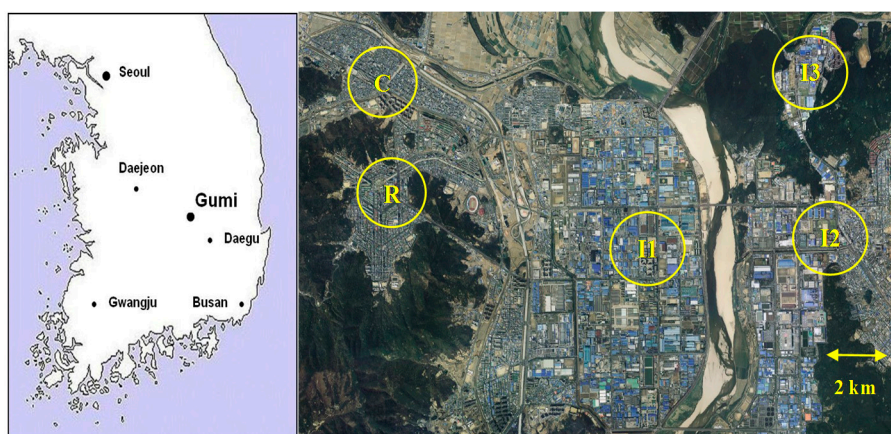 Seoul
Daejeon
Gumi
Daegu
Gwangju
Busan
C
R
I1
I2
I3
2 km